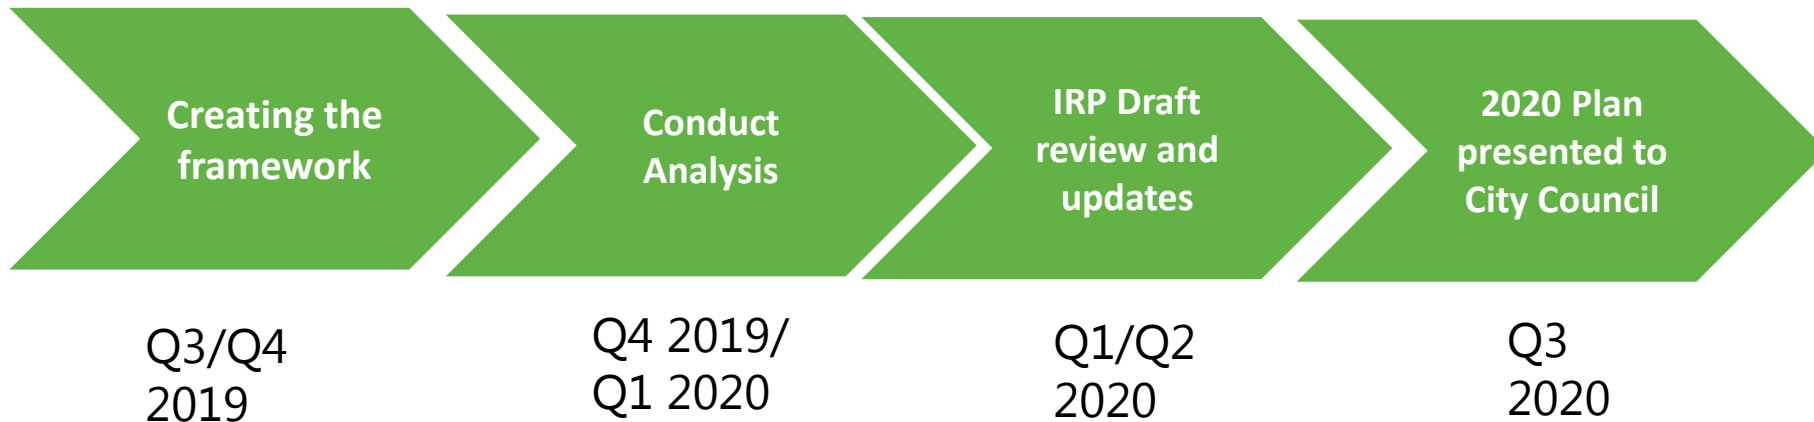 Creating the
framework
Conduct
Analysis
IRP Draft
review and
updates
2020 Plan
presented to
City Council
Q3/Q4
2019
Q4 2019/
Q1 2020
Q1/Q2
2020
Q3
2020